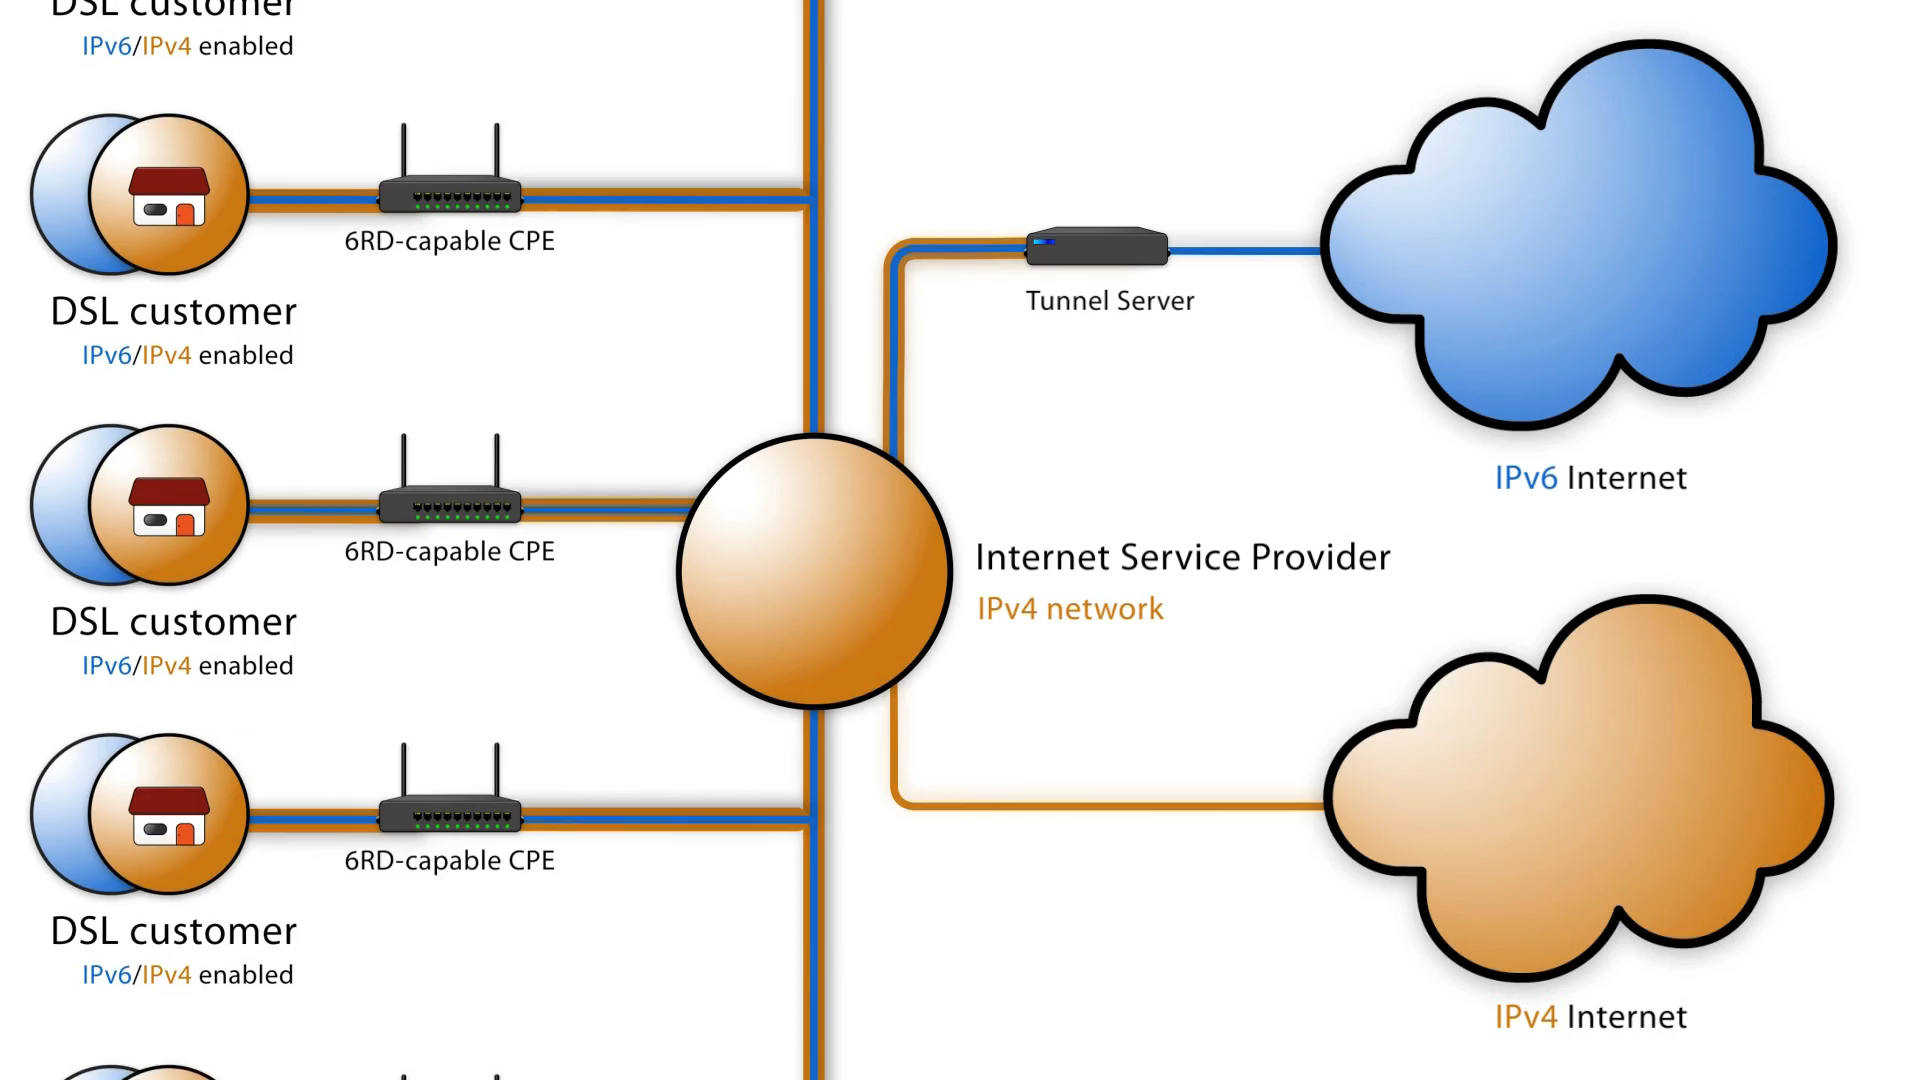 DSL customer
IPv6/IPv4 enabled
6RD-capable CPE
DSL customer
IPv6/IPv4 enabled
6RD-capable CPE
DSL customer
IPv6/IPv4 enabled
6RD-capable CPE
DSL customer
IPv6/IPv4 enabled
Tunnel Server
IPv6 Internet
Internet Service Provider
IPv4 network
IPv4 Internet